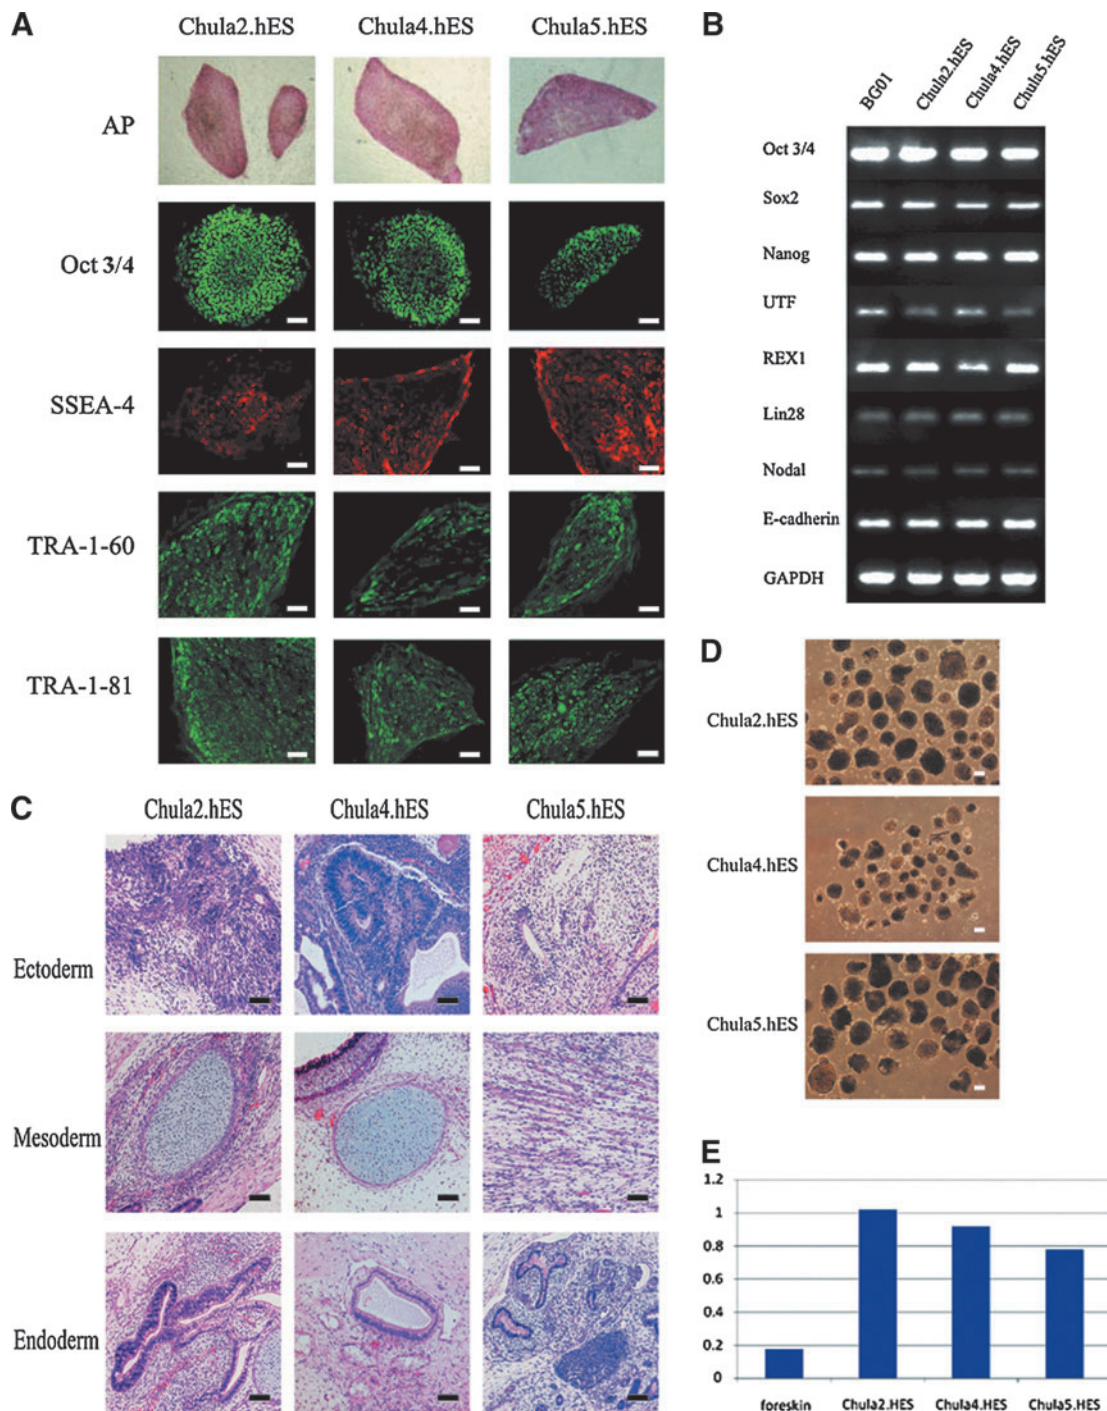 A
Chula2.hES Chula4.hES Chula5.hES
AP
Oct 3/4
SSEA-4
TRA-1-60
TRA-1-81
B
BG01 Chula2.hES Chula4.hES Chula5.hES
Oct 3/4
Sox2
Nanog
UTF
REX1
Lin28
Nodal
E-cadherin
GAPDH
C
Chula2.hES Chula4.hES Chula5.hES
Ectoderm
Mesoderm
Endoderm
D
Chula2.hES
Chula4.hES
Chula5.hES
E
1.2
1
0.8
0.6
0.4
0.2
0
foreskin Chula2.HES Chula4.HES Chula5.HES